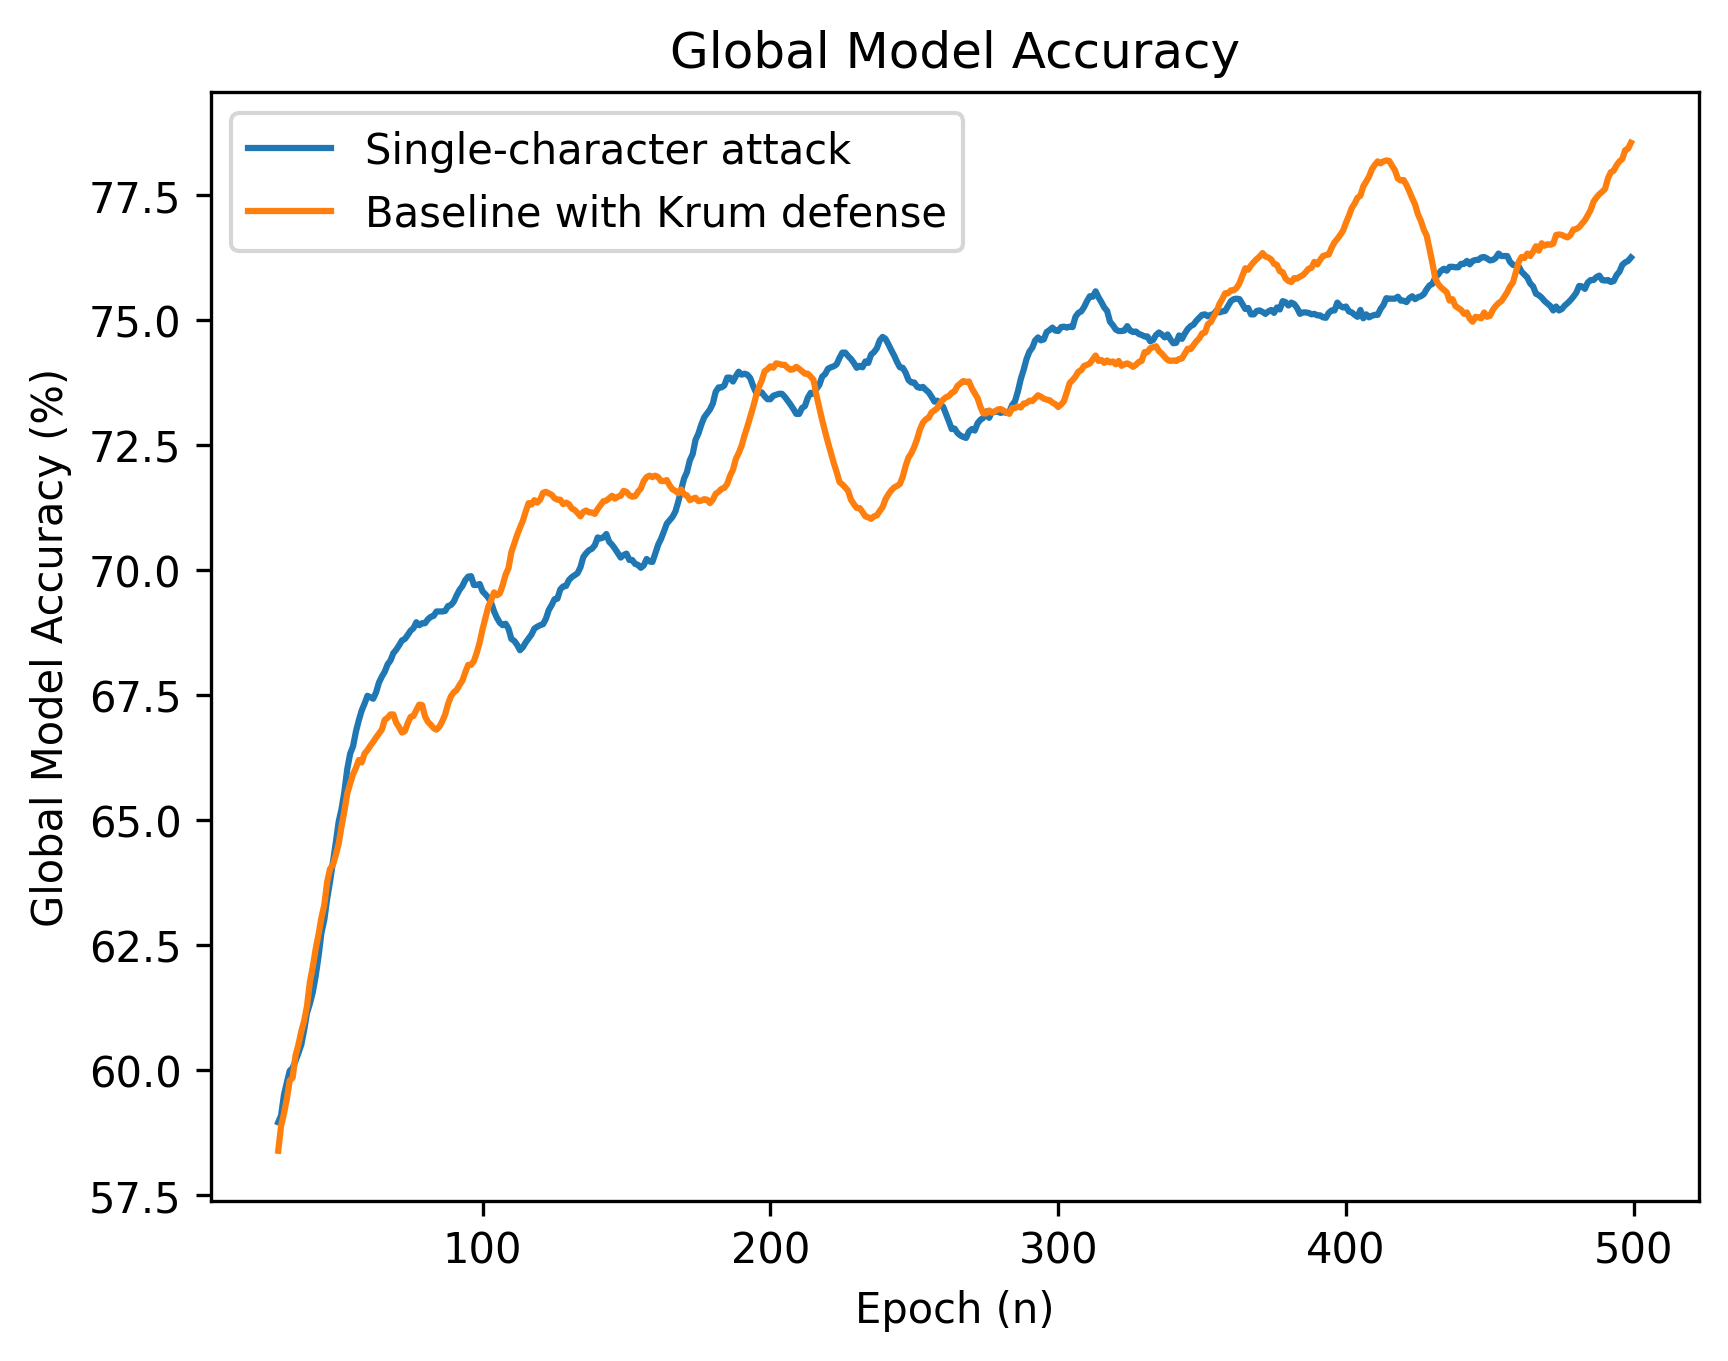 Global Model Accuracy
Single-character attack
Baseline with Krum defense
Global Model Accuracy (%)
77.5
75.0
72.5
70.0
67.5
65.0
62.5
60.0
57.5
100 200 300 400 500
Epoch (n)